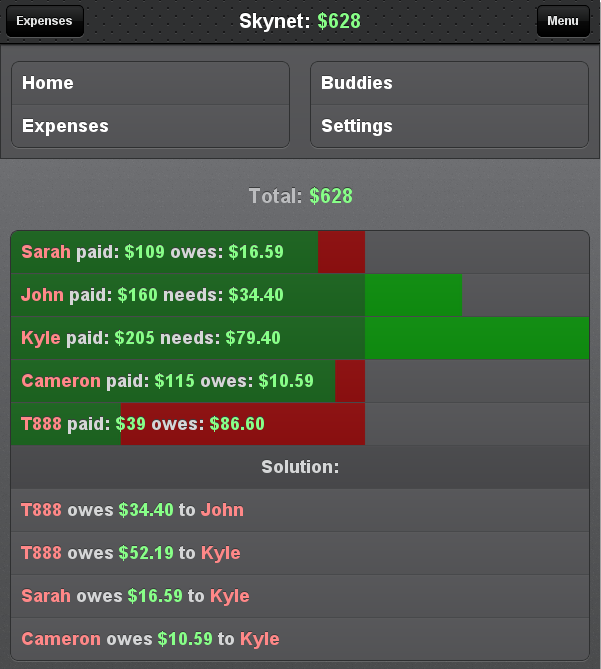 Expenses
Skynet: $628
Menu
Home
Buddies
Expenses
Settings
Total: $628
Sarah paid: $109 owes: $16.59
John paid: $160 needs: $34.40
Kyle paid: $205 needs: $79.40
Cameron paid: $115 owes: $10.59
T888 paid: $39 owes: $86.60
Solution:
T888 owes $34.40 to John
T888 owes $52.19 to Kyle
Sarah owes $16.59 to Kyle
Cameron owes $10.59 to Kyle